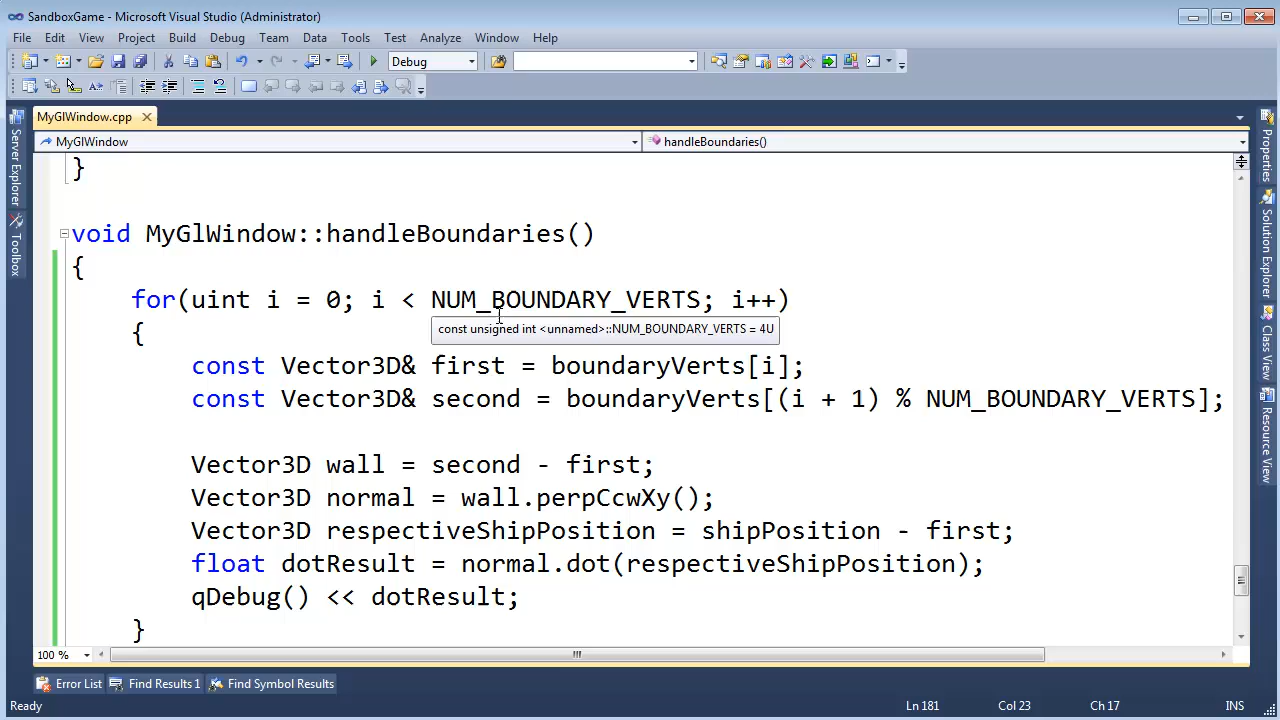 SandboxGame - Microsoft Visual Studio (Administrator)
File Edit View Project Build Debug Team Data Tools Test Analyze Window Help
Debug
MyGlWindow.cpp
MyGlWindow handleBoundaries()
}
void MyGlWindow::handleBoundaries()
{
for(uint i = 0; i < NUM_BOUNDARY_VERTS; i++)
{
const unsigned int <unnamed>::NUM_BOUNDARY_VERTS = 4U
const Vector3D& first = boundaryVerts[i];
const Vector3D& second = boundaryVerts[(i + 1) % NUM_BOUNDARY_VERTS];
Vector3D wall = second - first;
Vector3D normal = wall.perpCcwXy();
Vector3D respectiveShipPosition = shipPosition - first;
float dotResult = normal.dot(respectiveShipPosition);
qDebug() << dotResult;
}
100 %
Server Explorer
Toolbox
Properties
Solution Explorer
Class View
Resource View
Error List Find Results 1 Find Symbol Results
Ready Ln 181 Col 23 Ch 17 INS